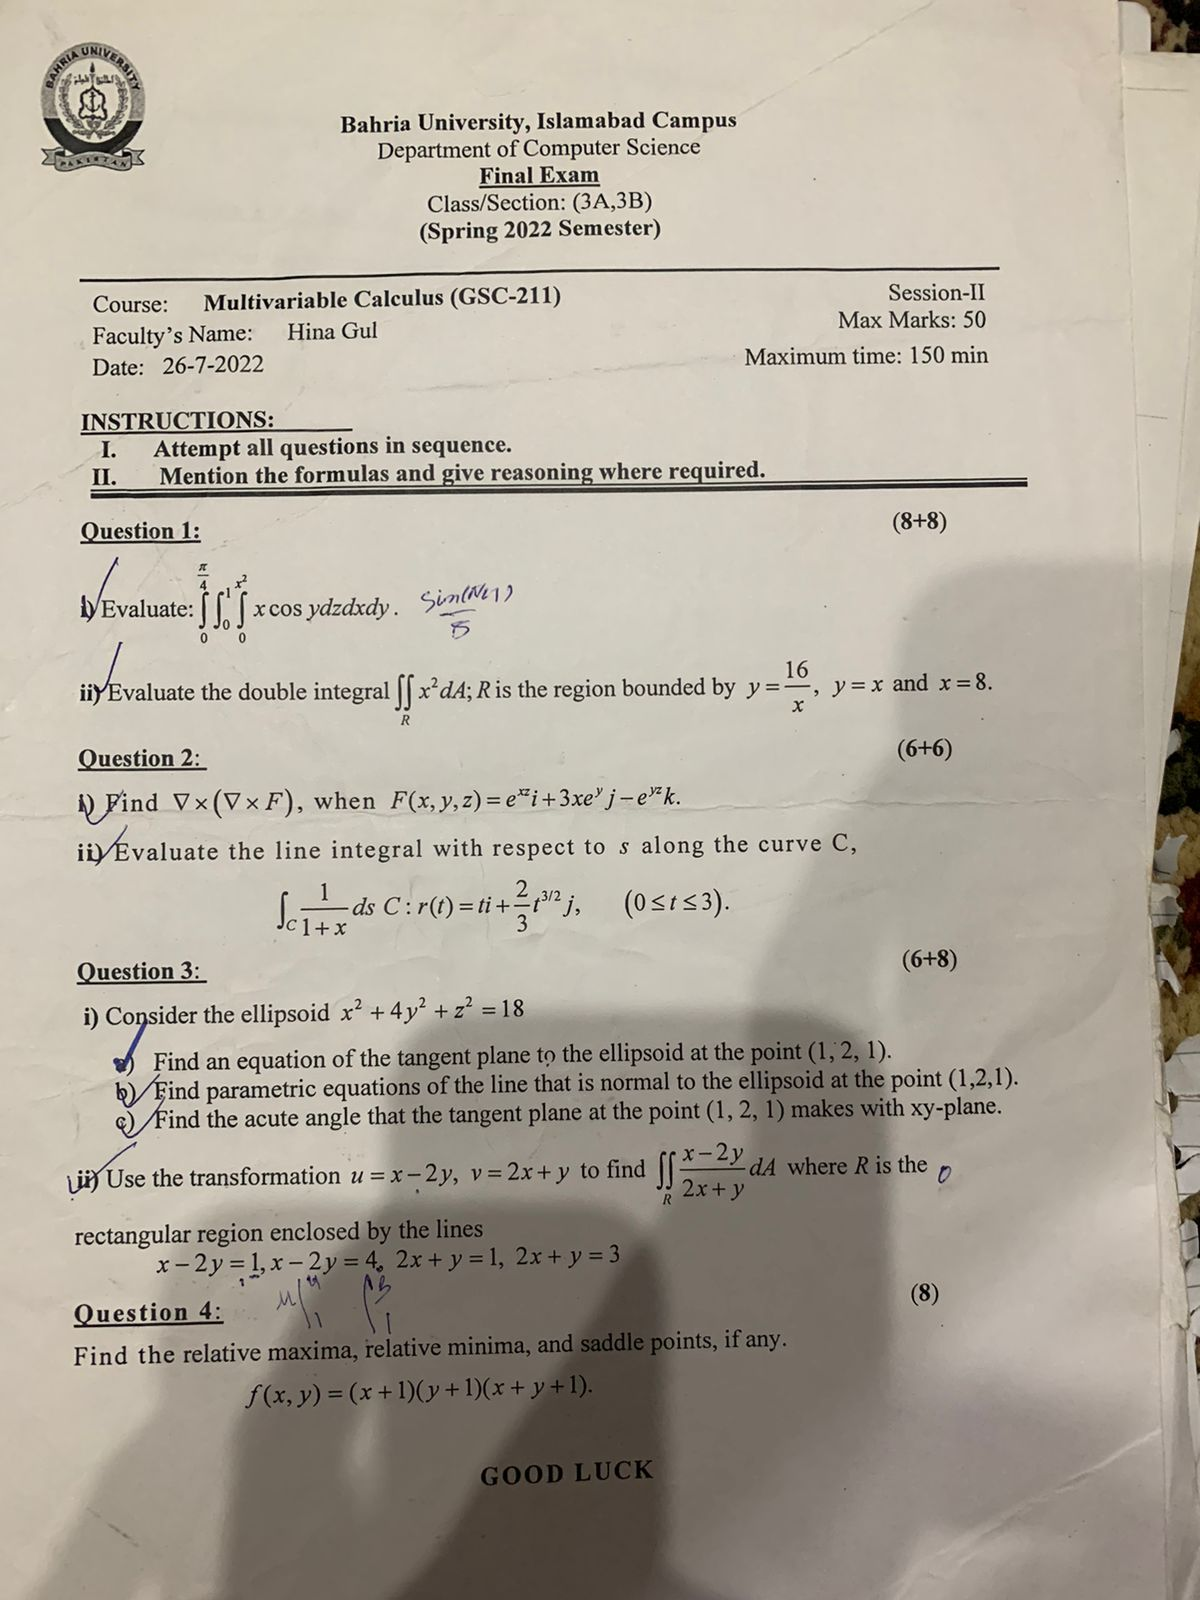 BAHRIA UNIVERSITY
PAKISTAN
Bahria University, Islamabad Campus
Department of Computer Science
Final Exam
Class/Section: (3A,3B)
(Spring 2022 Semester)
Course: Multivariable Calculus (GSC-211) Session-II
Faculty's Name: Hina Gul Max Marks: 50
Date: 26-7-2022 Maximum time: 150 min
INSTRUCTIONS:
I. Attempt all questions in sequence.
II. Mention the formulas and give reasoning where required.
Question 1: (8+8)
i) Evaluate: ∫₀^{π/4} ∫₀^{1} ∫₀^{x²} x cos ydzdxdy.
ii) Evaluate the double integral ∬_R x²dA; R is the region bounded by y = 16/x, y = x and x = 8.
Question 2: (6+6)
i) Find ∇×(∇×F), when F(x, y, z) = e^{xz}i + 3xe^{y} j − e^{yz}k.
ii) Evaluate the line integral with respect to s along the curve C,
∫_C 1/(1+x) ds C : r(t) = ti + 2/3 t^{3/2} j, (0 ≤ t ≤ 3).
Question 3: (6+8)
i) Consider the ellipsoid x² + 4y² + z² = 18
a) Find an equation of the tangent plane to the ellipsoid at the point (1, 2, 1).
b) Find parametric equations of the line that is normal to the ellipsoid at the point (1,2,1).
c) Find the acute angle that the tangent plane at the point (1, 2, 1) makes with xy-plane.
ii) Use the transformation u = x − 2y, v = 2x + y to find ∬_R (x − 2y)/(2x + y) dA where R is the
rectangular region enclosed by the lines
x − 2y = 1, x − 2y = 4, 2x + y = 1, 2x + y = 3
Question 4: (8)
Find the relative maxima, relative minima, and saddle points, if any.
f(x, y) = (x + 1)(y + 1)(x + y + 1).
GOOD LUCK